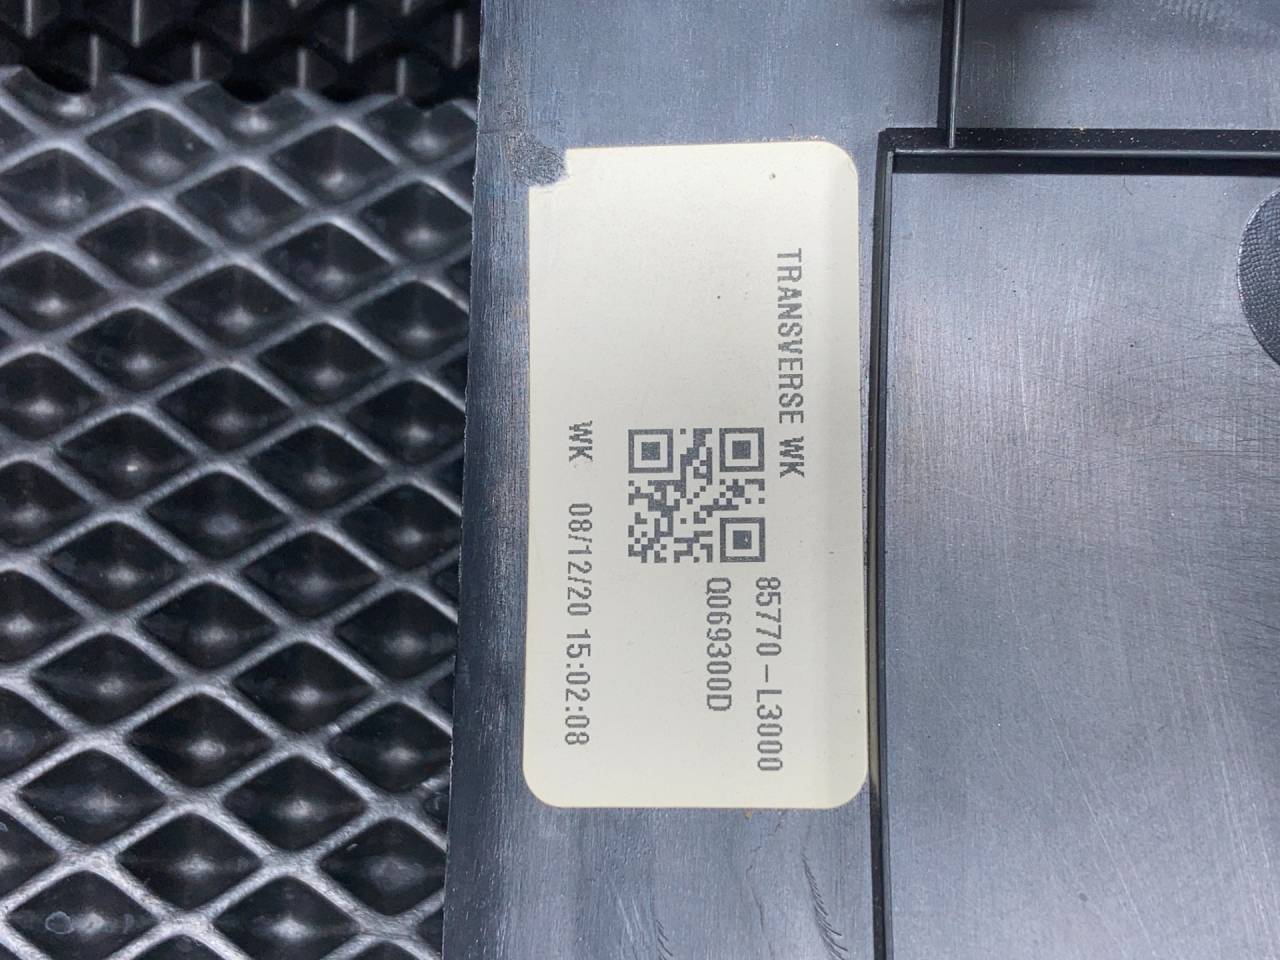 TRANSVERSE WK
85770-L3000
Q069300D
WK 08/12/20 15:02:08